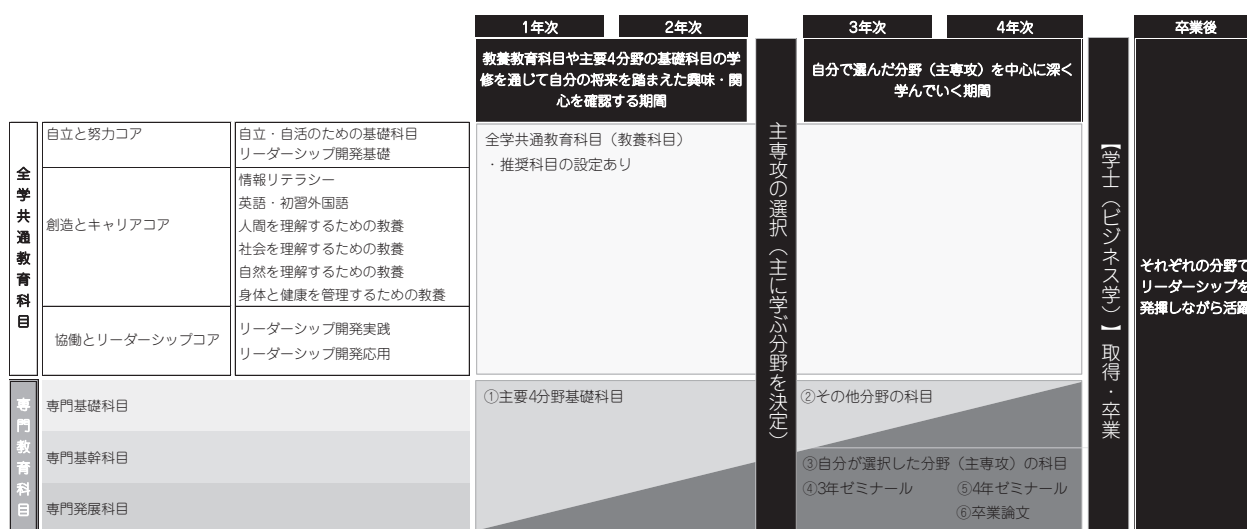 1年次
2年次
3年次
4年次
卒業後
教養教育科目や主要4分野の基礎科目の学
修を通じて自分の将来を踏まえた興味・関
心を確認する期間
自分で選んだ分野（主専攻）を中心に深く
学んでいく期間
全学共通教育科目
自立と努力コア
自立・自活のための基礎科目
リーダーシップ開発基礎
創造とキャリアコア
情報リテラシー
英語・初習外国語
人間を理解するための教養
社会を理解するための教養
自然を理解するための教養
身体と健康を管理するための教養
協働とリーダーシップコア
リーダーシップ開発実践
リーダーシップ開発応用
全学共通教育科目（教養科目）
・推奨科目の設定あり
主専攻の選択（主に学ぶ分野を決定）
【学士（ビジネス学）】取得・卒業
それぞれの分野で
リーダーシップを
発揮しながら活躍
専門教育科目
専門基礎科目
専門基幹科目
専門発展科目
①主要4分野基礎科目
②その他分野の科目
③自分が選択した分野（主専攻）の科目
④3年ゼミナール
⑤4年ゼミナール
⑥卒業論文